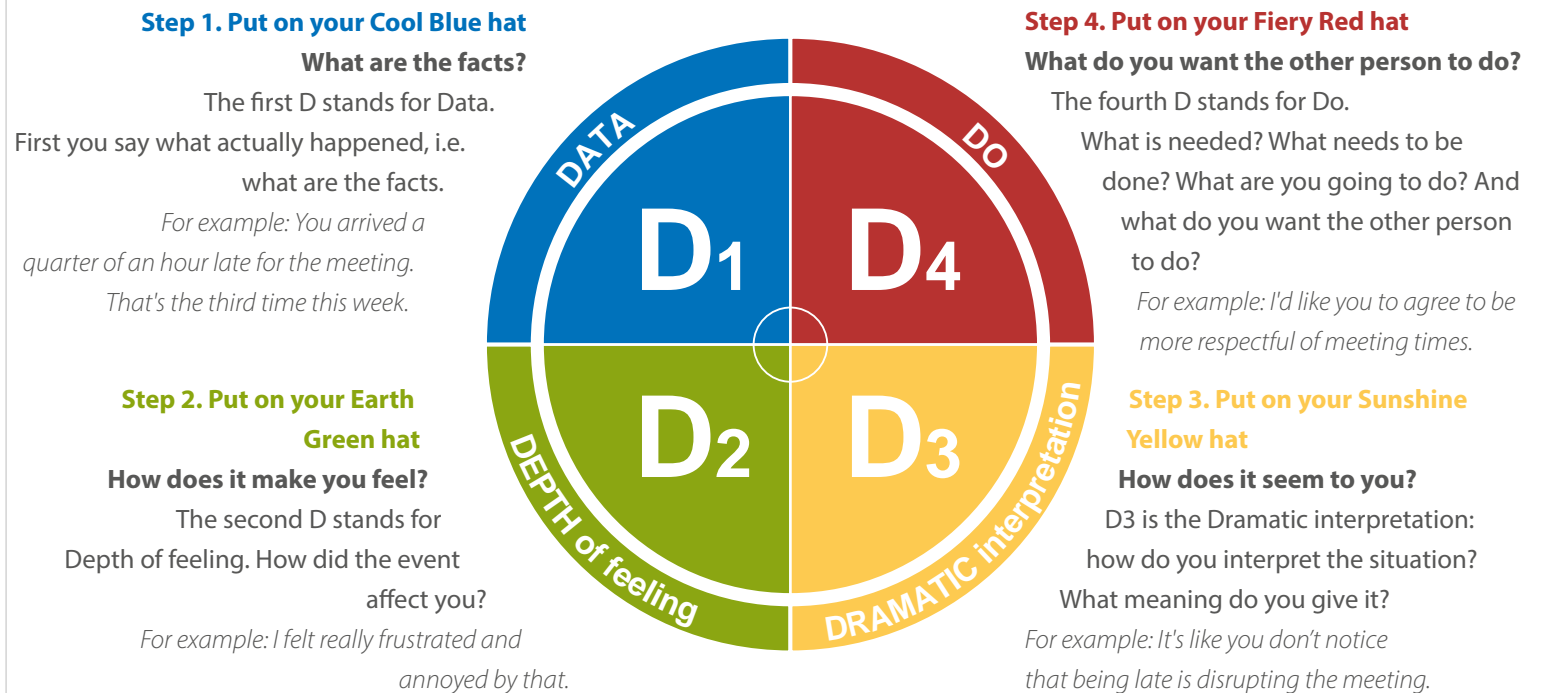 Step 1. Put on your Cool Blue hat
What are the facts?
The first D stands for Data.
First you say what actually happened, i.e.
what are the facts.
For example: You arrived a
quarter of an hour late for the meeting.
That's the third time this week.
Step 2. Put on your Earth
Green hat
How does it make you feel?
The second D stands for
Depth of feeling. How did the event
affect you?
For example: I felt really frustrated and
annoyed by that.
DATA
DO
D1
D4
D2
D3
DEPTH of feeling
DRAMATIC interpretation
Step 4. Put on your Fiery Red hat
What do you want the other person to do?
The fourth D stands for Do.
What is needed? What needs to be
done? What are you going to do? And
what do you want the other person
to do?
For example: I'd like you to agree to be
more respectful of meeting times.
Step 3. Put on your Sunshine
Yellow hat
How does it seem to you?
D3 is the Dramatic interpretation:
how do you interpret the situation?
What meaning do you give it?
For example: It's like you don’t notice
that being late is disrupting the meeting.